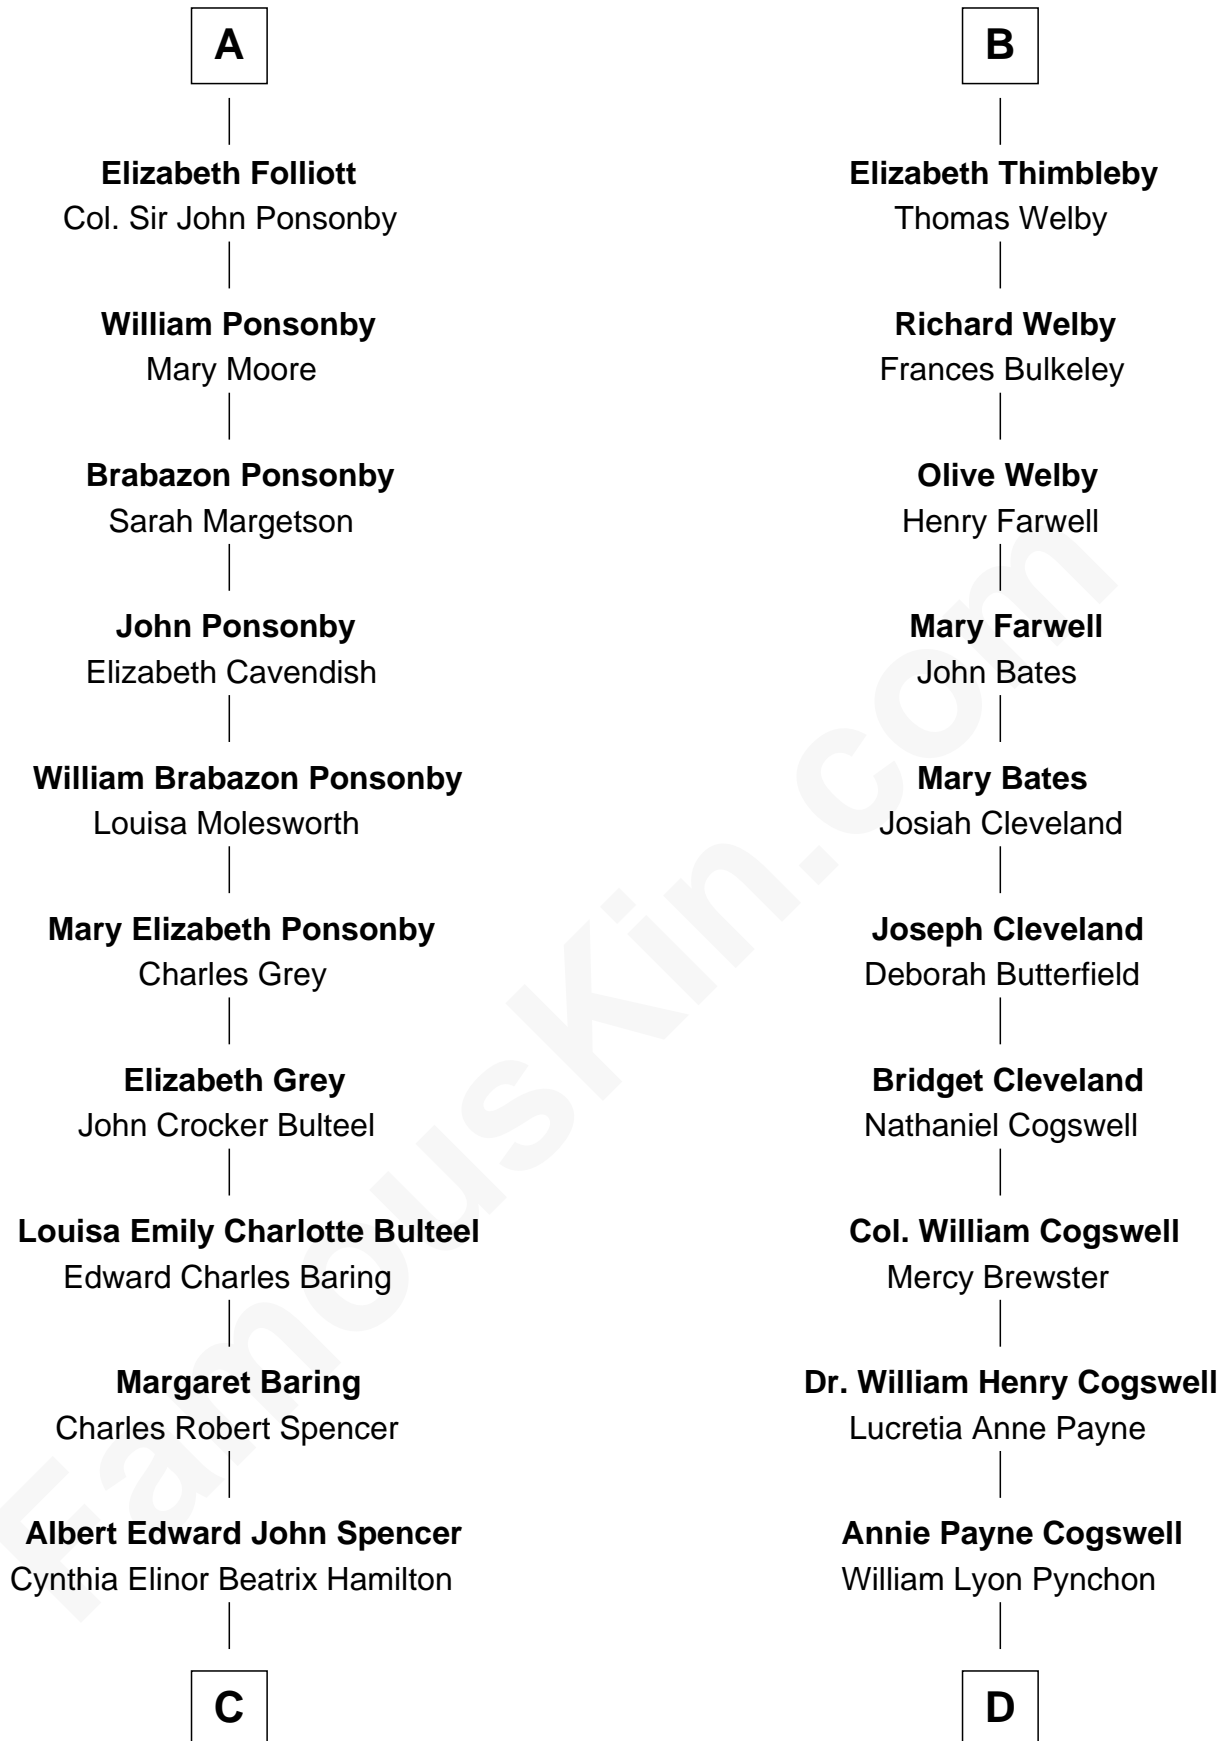 A
Elizabeth Folliott
Col. Sir John Ponsonby
William Ponsonby
Mary Moore
Brabazon Ponsonby
Sarah Margetson
John Ponsonby
Elizabeth Cavendish
William Brabazon Ponsonby
Louisa Molesworth
Mary Elizabeth Ponsonby
Charles Grey
Elizabeth Grey
John Crocker Bulteel
Louisa Emily Charlotte Bulteel
Edward Charles Baring
Margaret Baring
Charles Robert Spencer
Albert Edward John Spencer
Cynthia Elinor Beatrix Hamilton
C
B
Elizabeth Thimbleby
Thomas Welby
Richard Welby
Frances Bulkeley
Olive Welby
Henry Farwell
Mary Farwell
John Bates
Mary Bates
Josiah Cleveland
Joseph Cleveland
Deborah Butterfield
Bridget Cleveland
Nathaniel Cogswell
Col. William Cogswell
Mercy Brewster
Dr. William Henry Cogswell
Lucretia Anne Payne
Annie Payne Cogswell
William Lyon Pynchon
D
FamousKin.com